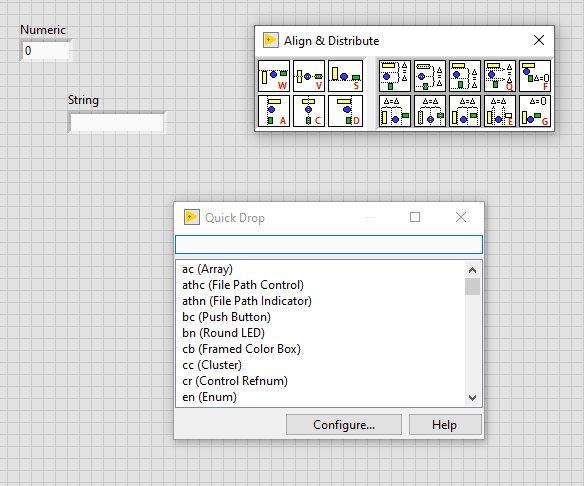 Numeric
0
String
Align & Distribute
W V S Q F
A C D E G
Quick Drop
ac (Array)
athc (File Path Control)
athn (File Path Indicator)
bc (Push Button)
bn (Round LED)
cb (Framed Color Box)
cc (Cluster)
cr (Control Refnum)
en (Enum)
Configure...
Help